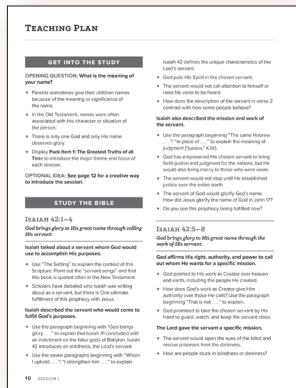 TEACHING PLAN
GET INTO THE STUDY
OPENING QUESTION: What is the meaning of
your name?
• Parents sometimes give their children names
because of the meaning or significance of
the name.
• In the Old Testament, names were often
associated with the character or situation of
the person.
• There is only one God and only His name
deserves glory.
• Display Pack Item 1: The Greatest Truths of all
Time to introduce the major theme and focus of
each session.
OPTIONAL IDEA: See page 12 for a creative way
to introduce the session.
STUDY THE BIBLE
ISAIAH 42:1–4
God brings glory to His great name through calling
His servant.
Isaiah talked about a servant whom God would
use to accomplish His purposes.
• Use "The Setting" to explain the context of this
Scripture. Point out the "servant songs" and that
this book is quoted often in the New Testament.
• Scholars have debated who Isaiah was writing
about as a servant, but there is One ultimate
fulfillment of this prophecy with Jesus.
Isaiah described the servant who would come to
fulfill God's purposes.
• Use the paragraph beginning with "God brings
glory . . ." to explain that Isaiah 41 concluded with
an indictment on the false gods of Babylon. Isaiah
42 introduces an antithesis, the Lord's servant.
• Use the seven paragraphs beginning with "Whom
I uphold . . ."/ "I strengthen him . . ." to explain
Isaiah 42 defines the unique characteristics of the
Lord's servant.
• God puts His Spirit in the chosen servant.
• The servant would not call attention to himself or
raise his voice to be heard.
• How does the description of the servant in verse 2
contrast with how some people behave?
Isaiah also described the mission and work of
the servant.
• Use the paragraph beginning "The same Hebrew
. . ."/ "In place of . . ." to explain the meaning of
judgment ("justice," KJV).
• God has empowered His chosen servant to bring
forth justice and judgment for the nations, but He
would also bring mercy to those who were weak.
• The servant would not stop until He established
justice over the entire earth.
• The servant of God would glorify God's name.
How did Jesus glorify the name of God in John 17?
• Do you see this prophecy being fulfilled now?
ISAIAH 42:5–8
God brings glory to His great name through the
work of His servant.
God affirms His right, authority, and power to call
out whom He wants for a specific mission.
• God pointed to His work as Creator over heaven
and earth, including the people He created.
• How does God's work as Creator give Him
authority over those He calls? Use the paragraph
beginning "That is not . . ." to explain.
• God promised to take the chosen servant by His
hand to guard, watch, and keep the servant close.
The Lord gave the servant a specific mission.
• The servant would open the eyes of the blind and
rescue prisoners from the darkness.
• How are people stuck in blindness or darkness?
10 SESSION 1